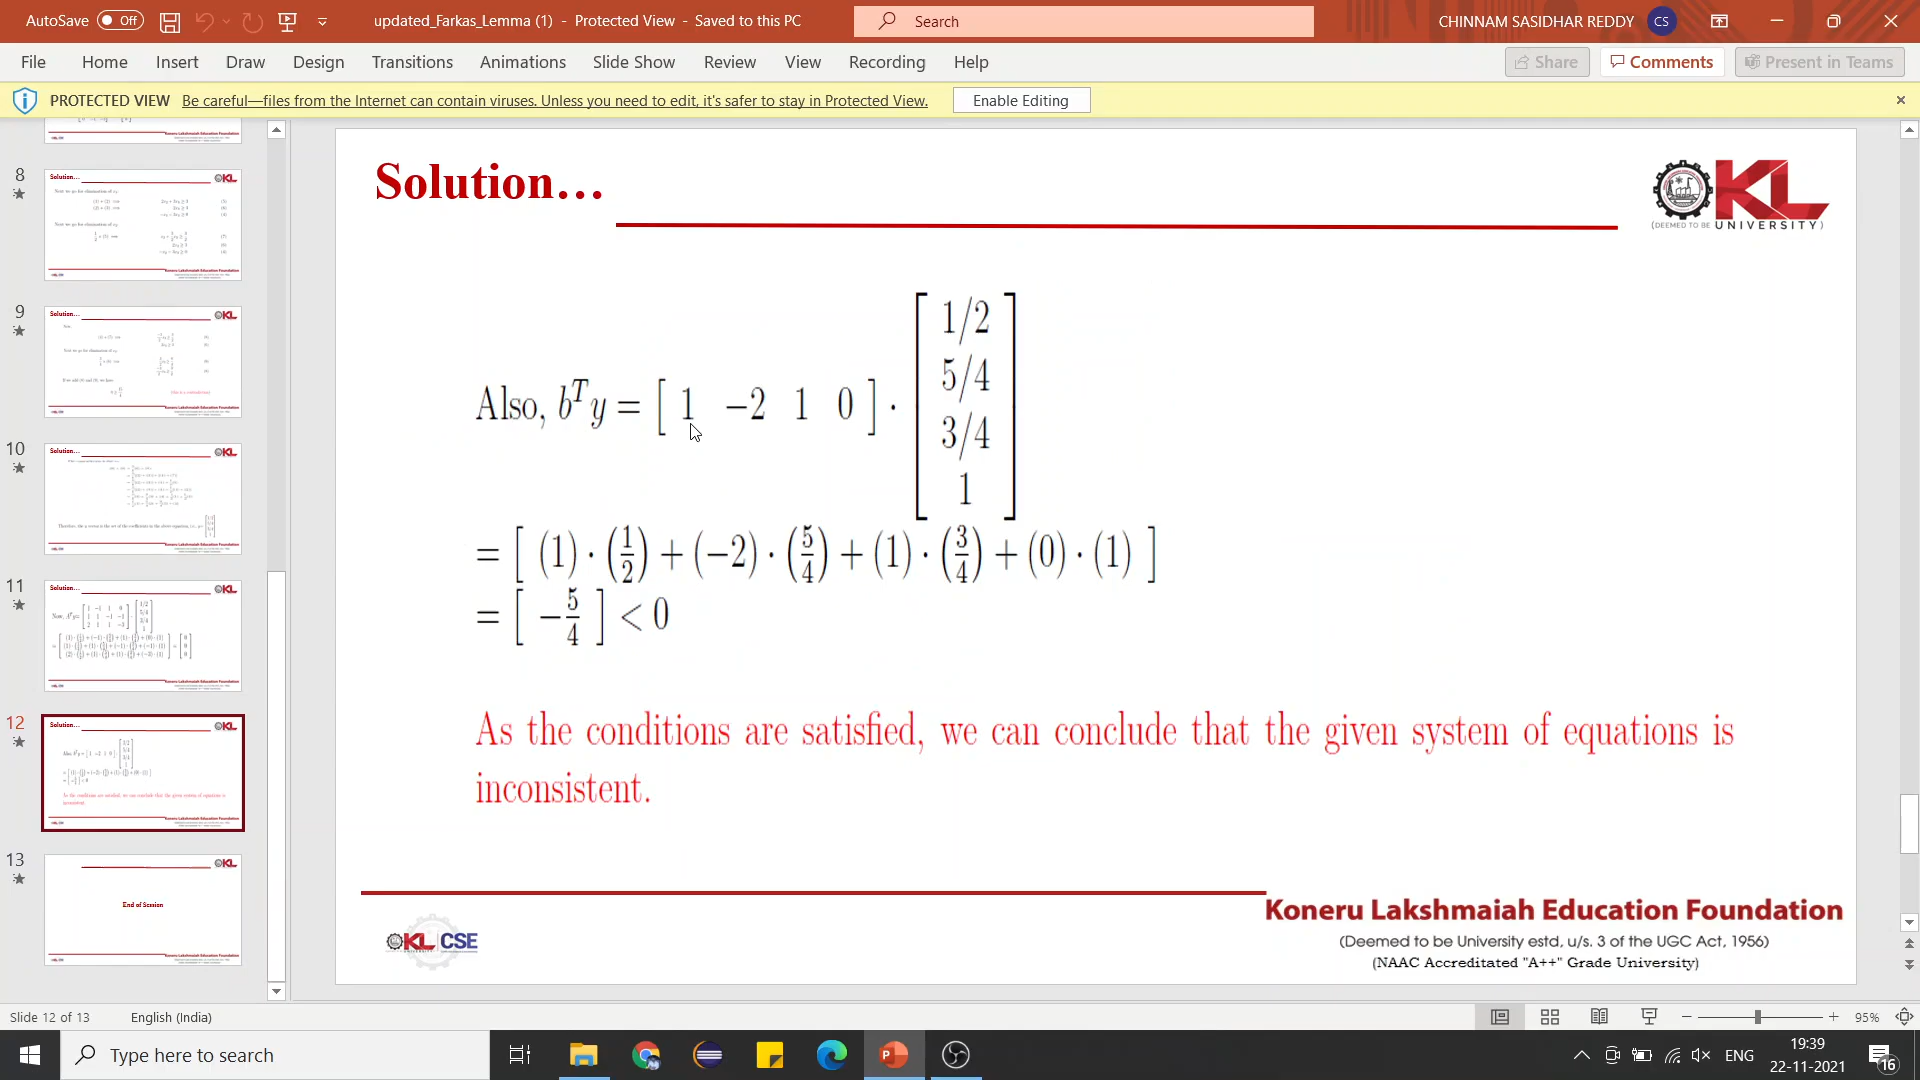 AutoSave Off updated_Farkas_Lemma (1) - Protected View - Saved to this PC Search CHINNAM SASIDHAR REDDY CS
File Home Insert Draw Design Transitions Animations Slide Show Review View Recording Help Share Comments Present in Teams
PROTECTED VIEW Be careful—files from the Internet can contain viruses. Unless you need to edit, it's safer to stay in Protected View. Enable Editing
8
Solution...
9
Solution...
10
11
Solution...
12
Solution...
13
End of Session
Solution…
KL
(DEEMED TO BE UNIVERSITY)
Also, b^T y = [ 1 −2 1 0 ] · [ 1/2 5/4 3/4 1 ]
= [ (1) · (1/2) + (−2) · (5/4) + (1) · (3/4) + (0) · (1) ]
= [ −5/4 ] < 0
As the conditions are satisfied, we can conclude that the given system of equations is
inconsistent.
KL CSE
Koneru Lakshmaiah Education Foundation
(Deemed to be University estd, u/s. 3 of the UGC Act, 1956)
(NAAC Accredited "A++" Grade University)
Slide 12 of 13 English (India) 95%
Type here to search ENG 19:39
22-11-2021
16